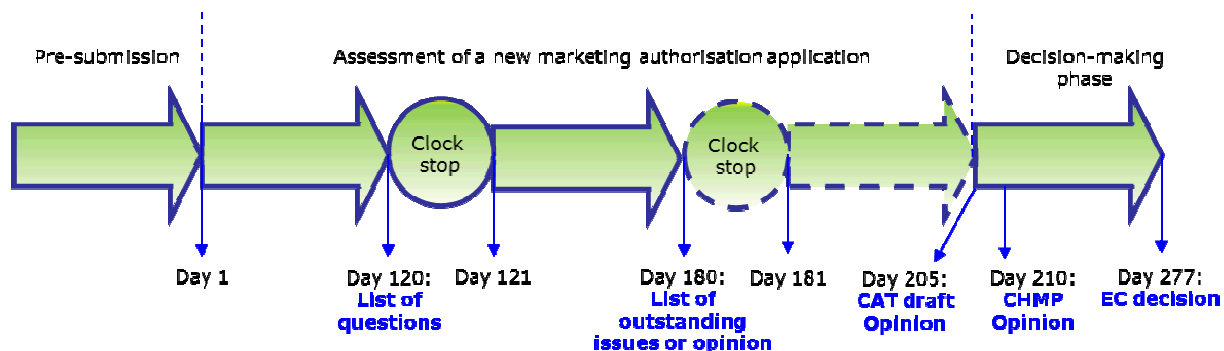 Pre-submission
Assessment of a new marketing authorisation application
Decision-making
phase
Clock
stop
Clock
stop
Day 1
Day 120:
List of
questions
Day 121
Day 180:
List of
outstanding
issues or opinion
Day 181
Day 205:
CAT draft
Opinion
Day 210:
CHMP
Opinion
Day 277:
EC decision